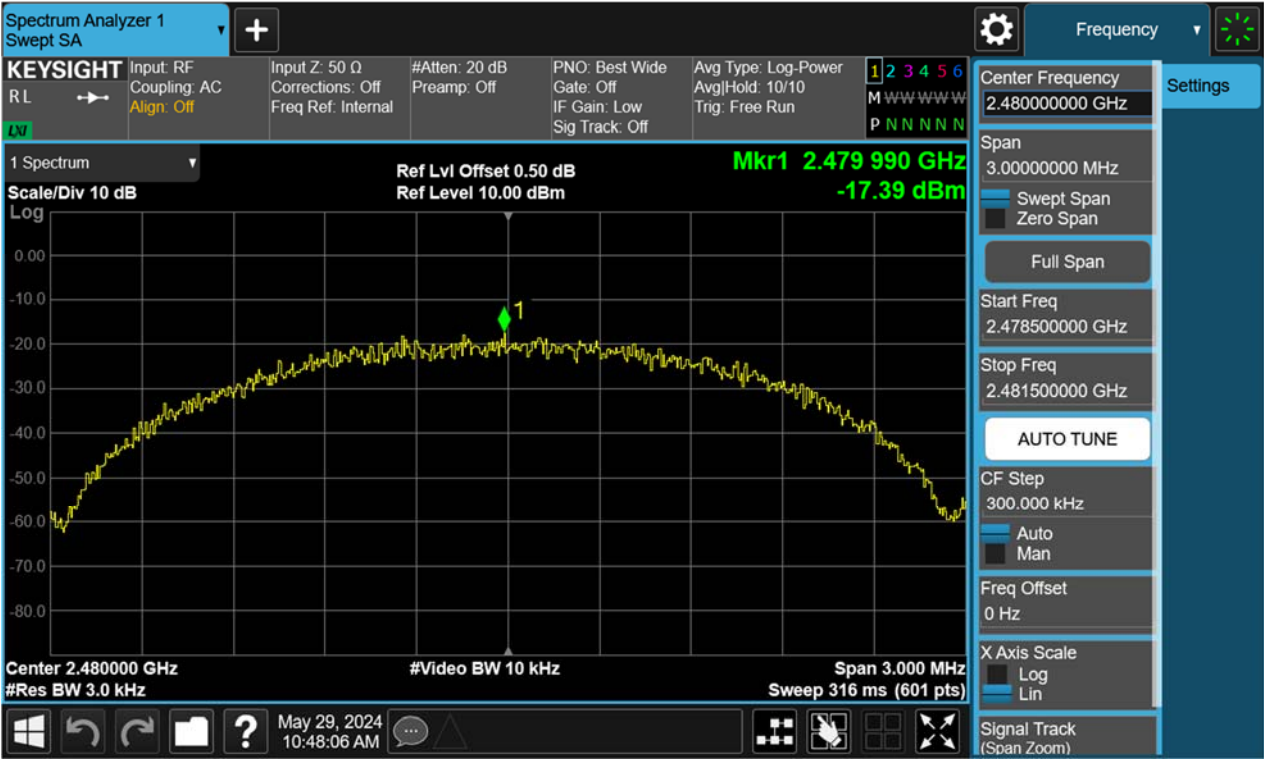 Spectrum Analyzer 1
Swept SA
+
Frequency
KEYSIGHT
R L
LXI
Input: RF
Coupling: AC
Align: Off
Input Z: 50 Ω
Corrections: Off
Freq Ref: Internal
#Atten: 20 dB
Preamp: Off
PNO: Best Wide
Gate: Off
IF Gain: Low
Sig Track: Off
Avg Type: Log-Power
Avg|Hold: 10/10
Trig: Free Run
1 2 3 4 5 6
M W W W W W W
P N N N N N N
Settings
Center Frequency
2.480000000 GHz
Span
3.00000000 MHz
Swept Span
Zero Span
Full Span
Start Freq
2.478500000 GHz
Stop Freq
2.481500000 GHz
AUTO TUNE
CF Step
300.000 kHz
Auto
Man
Freq Offset
0 Hz
X Axis Scale
Log
Lin
Signal Track
(Span Zoom)
1 Spectrum
Scale/Div 10 dB
Ref Lvl Offset 0.50 dB
Ref Level 10.00 dBm
Mkr1 2.479 990 GHz
-17.39 dBm
Log
0.00
-10.0
-20.0
-30.0
-40.0
-50.0
-60.0
-70.0
-80.0
1
Center 2.480000 GHz
#Video BW 10 kHz
Span 3.000 MHz
#Res BW 3.0 kHz
Sweep 316 ms (601 pts)
?
May 29, 2024
10:48:06 AM